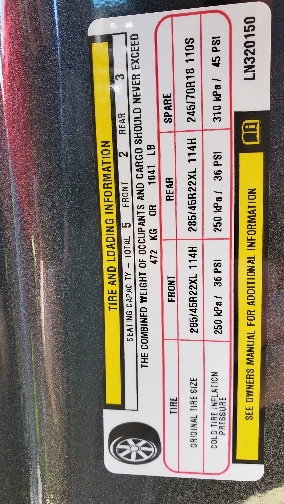 TIRE AND LOADING INFORMATION
SEATING CAPACITY - TOTAL 5 FRONT 2 REAR 3
THE COMBINED WEIGHT OF OCCUPANTS AND CARGO SHOULD NEVER EXCEED
472 KG OR 1041 LB
TIRE FRONT REAR SPARE
ORIGINAL TIRE SIZE 285/45R22XL 114H 285/45R22XL 114H 245/70R18 110S
COLD TIRE INFLATION PRESSURE 250 kPa / 36 PSI 250 kPa / 36 PSI 310 kPa / 45 PSI
SEE OWNERS MANUAL FOR ADDITIONAL INFORMATION
LN320150